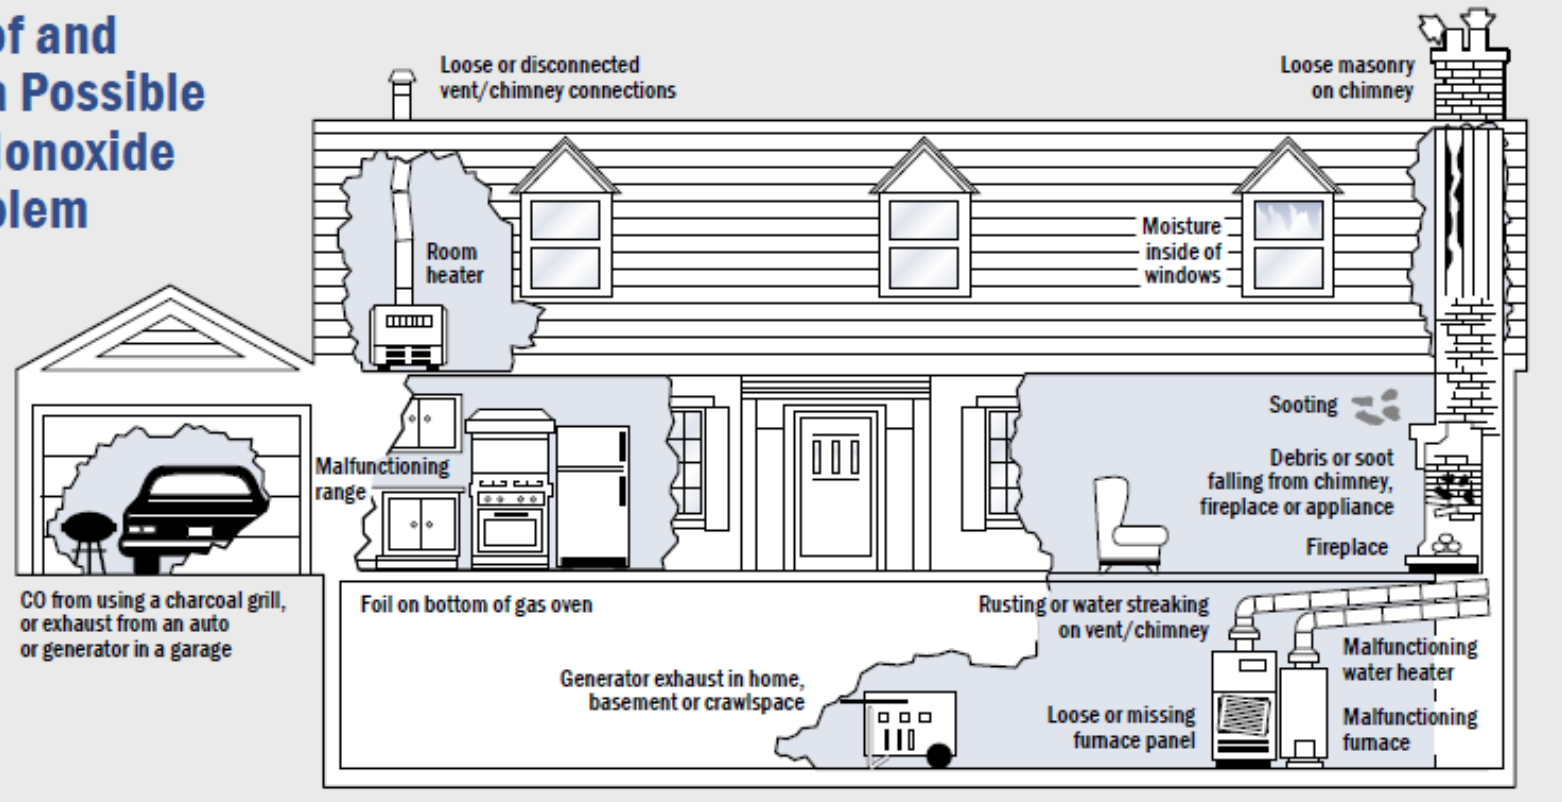 of and
Possible
onoxide
blem
Loose or disconnected
vent/chimney connections
Loose masonry
on chimney
Room
heater
Moisture
inside of
windows
Malfunctioning
range
Sooting
Debris or soot
falling from chimney,
fireplace or appliance
Fireplace
CO from using a charcoal grill,
or exhaust from an auto
or generator in a garage
Foil on bottom of gas oven
Rusting or water streaking
on vent/chimney
Generator exhaust in home,
basement or crawlspace
Malfunctioning
water heater
Loose or missing
furnace panel
Malfunctioning
furnace